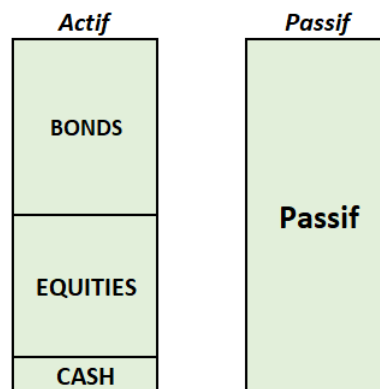 Actif
Passif
BONDS
Passif
EQUITIES
CASH